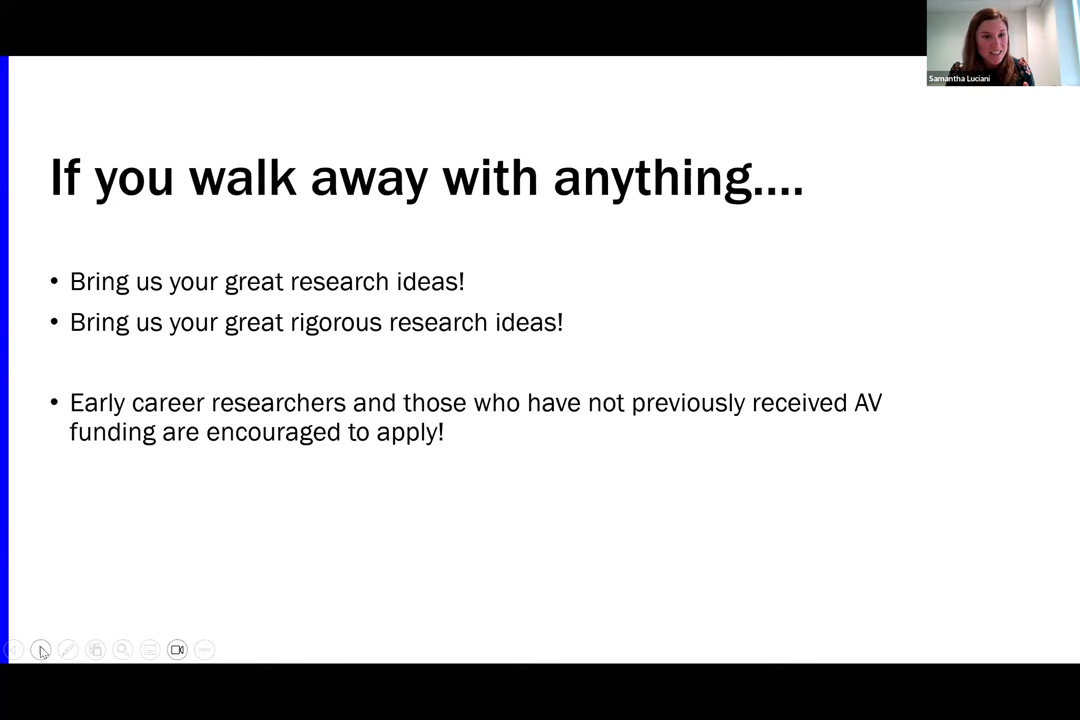 Samantha Luciani
If you walk away with anything....
• Bring us your great research ideas!
• Bring us your great rigorous research ideas!
• Early career researchers and those who have not previously received AV
funding are encouraged to apply!